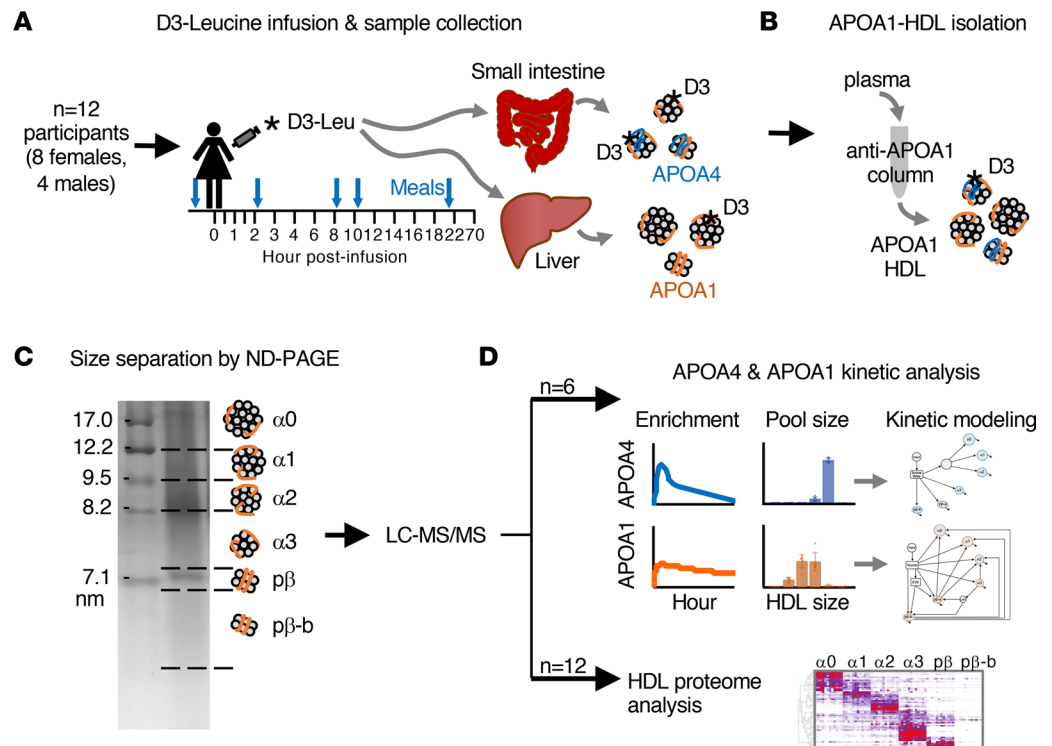 A
D3-Leucine infusion & sample collection
n=12
participants
(8 females,
4 males)
* D3-Leu
Meals
0 1 2 3 4 6 8 10 12 14 16 18 22 70
Hour post-infusion
Small intestine
D3
D3
APOA4
Liver
D3
APOA1
B
APOA1-HDL isolation
plasma
anti-APOA1
column
D3
APOA1
HDL
C
Size separation by ND-PAGE
17.0
12.2
9.5
8.2
7.1
nm
α0
α1
α2
α3
pβ
pβ-b
LC-MS/MS
D
APOA4 & APOA1 kinetic analysis
n=6
Enrichment
Pool size
Kinetic modeling
APOA4
APOA1
Hour
HDL size
n=12
HDL proteome
analysis
α0 α1 α2 α3 pβ pβ-b